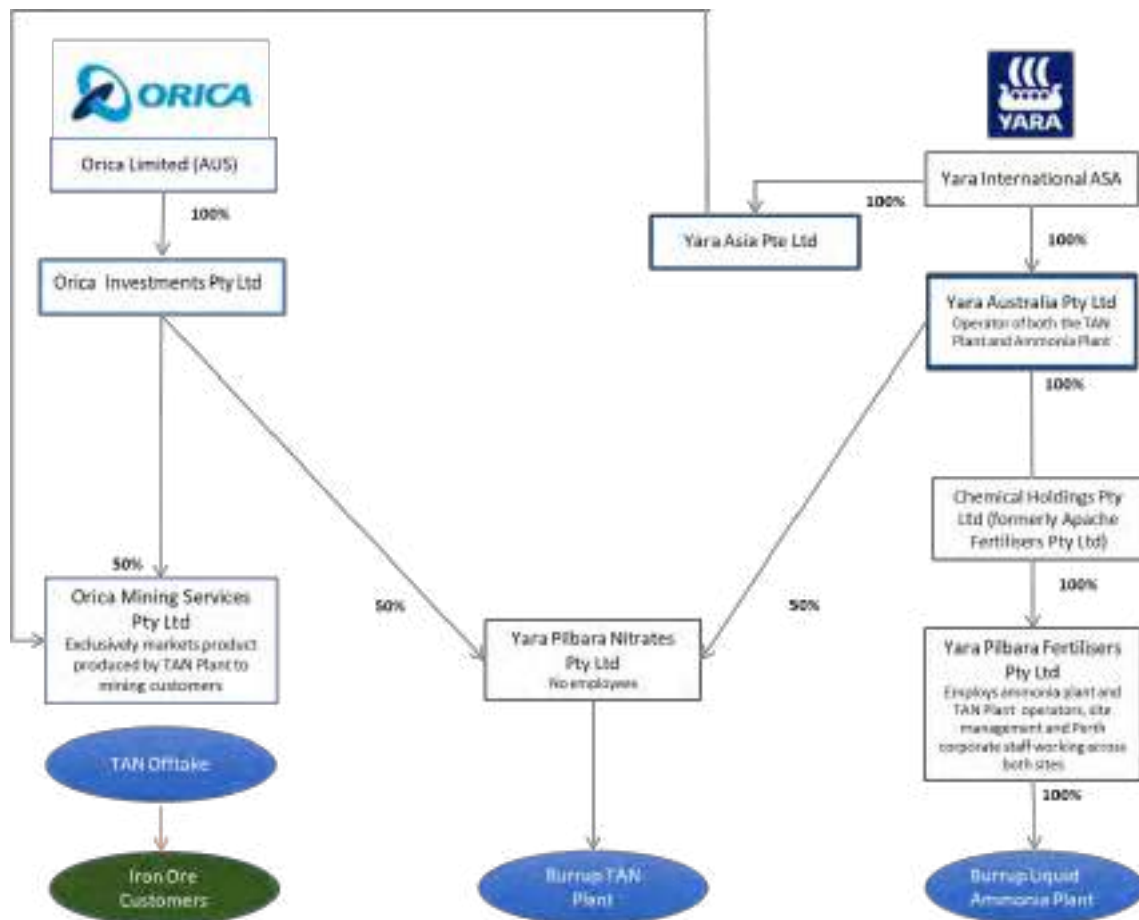 ORICA
Orica Limited (AUS)
100%
Orica Investments Pty Ltd
YARA
Yara International ASA
100%
Yara Asia Pte Ltd
100%
Yara Australia Pty Ltd
Operator of both the TAN
Plant and Ammonia Plant
100%
Chemical Holdings Pty
Ltd (formerly Apache
Fertilisers Pty Ltd)
100%
50%
Orica Mining Services
Pty Ltd
Exclusively markets product
produced by TAN Plant to
mining customers
50%
50%
Yara Pilbara Nitrates
Pty Ltd
No employees
Yara Pilbara Fertilisers
Pty Ltd
Employs ammonia plant and
TAN Plant operators, site
management and Perth
corporate staff working across
both sites
100%
TAN Offtake
Iron Ore
Customers
Burrup TAN
Plant
Burrup Liquid
Ammonia Plant